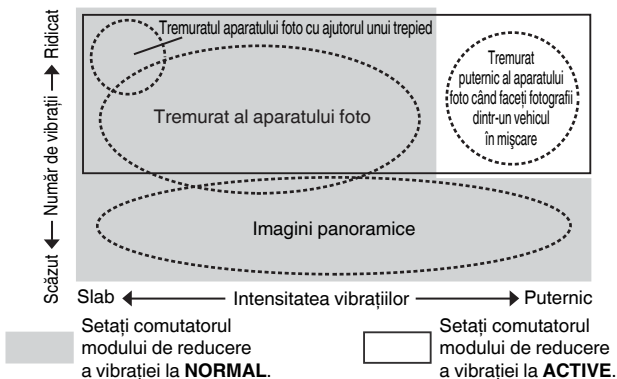 Tremuratul aparatului foto cu ajutorul unui trepied
Tremurat
puternic al aparatului
foto când faceți fotografii
dintr-un vehicul
în mișcare
Tremurat al aparatului foto
Imagini panoramice
Scăzut Număr de vibrații Ridicat
Slab Intensitatea vibrațiilor Puternic
Setați comutatorul
modului de reducere
a vibrației la NORMAL.
Setați comutatorul
modului de reducere
a vibrației la ACTIVE.